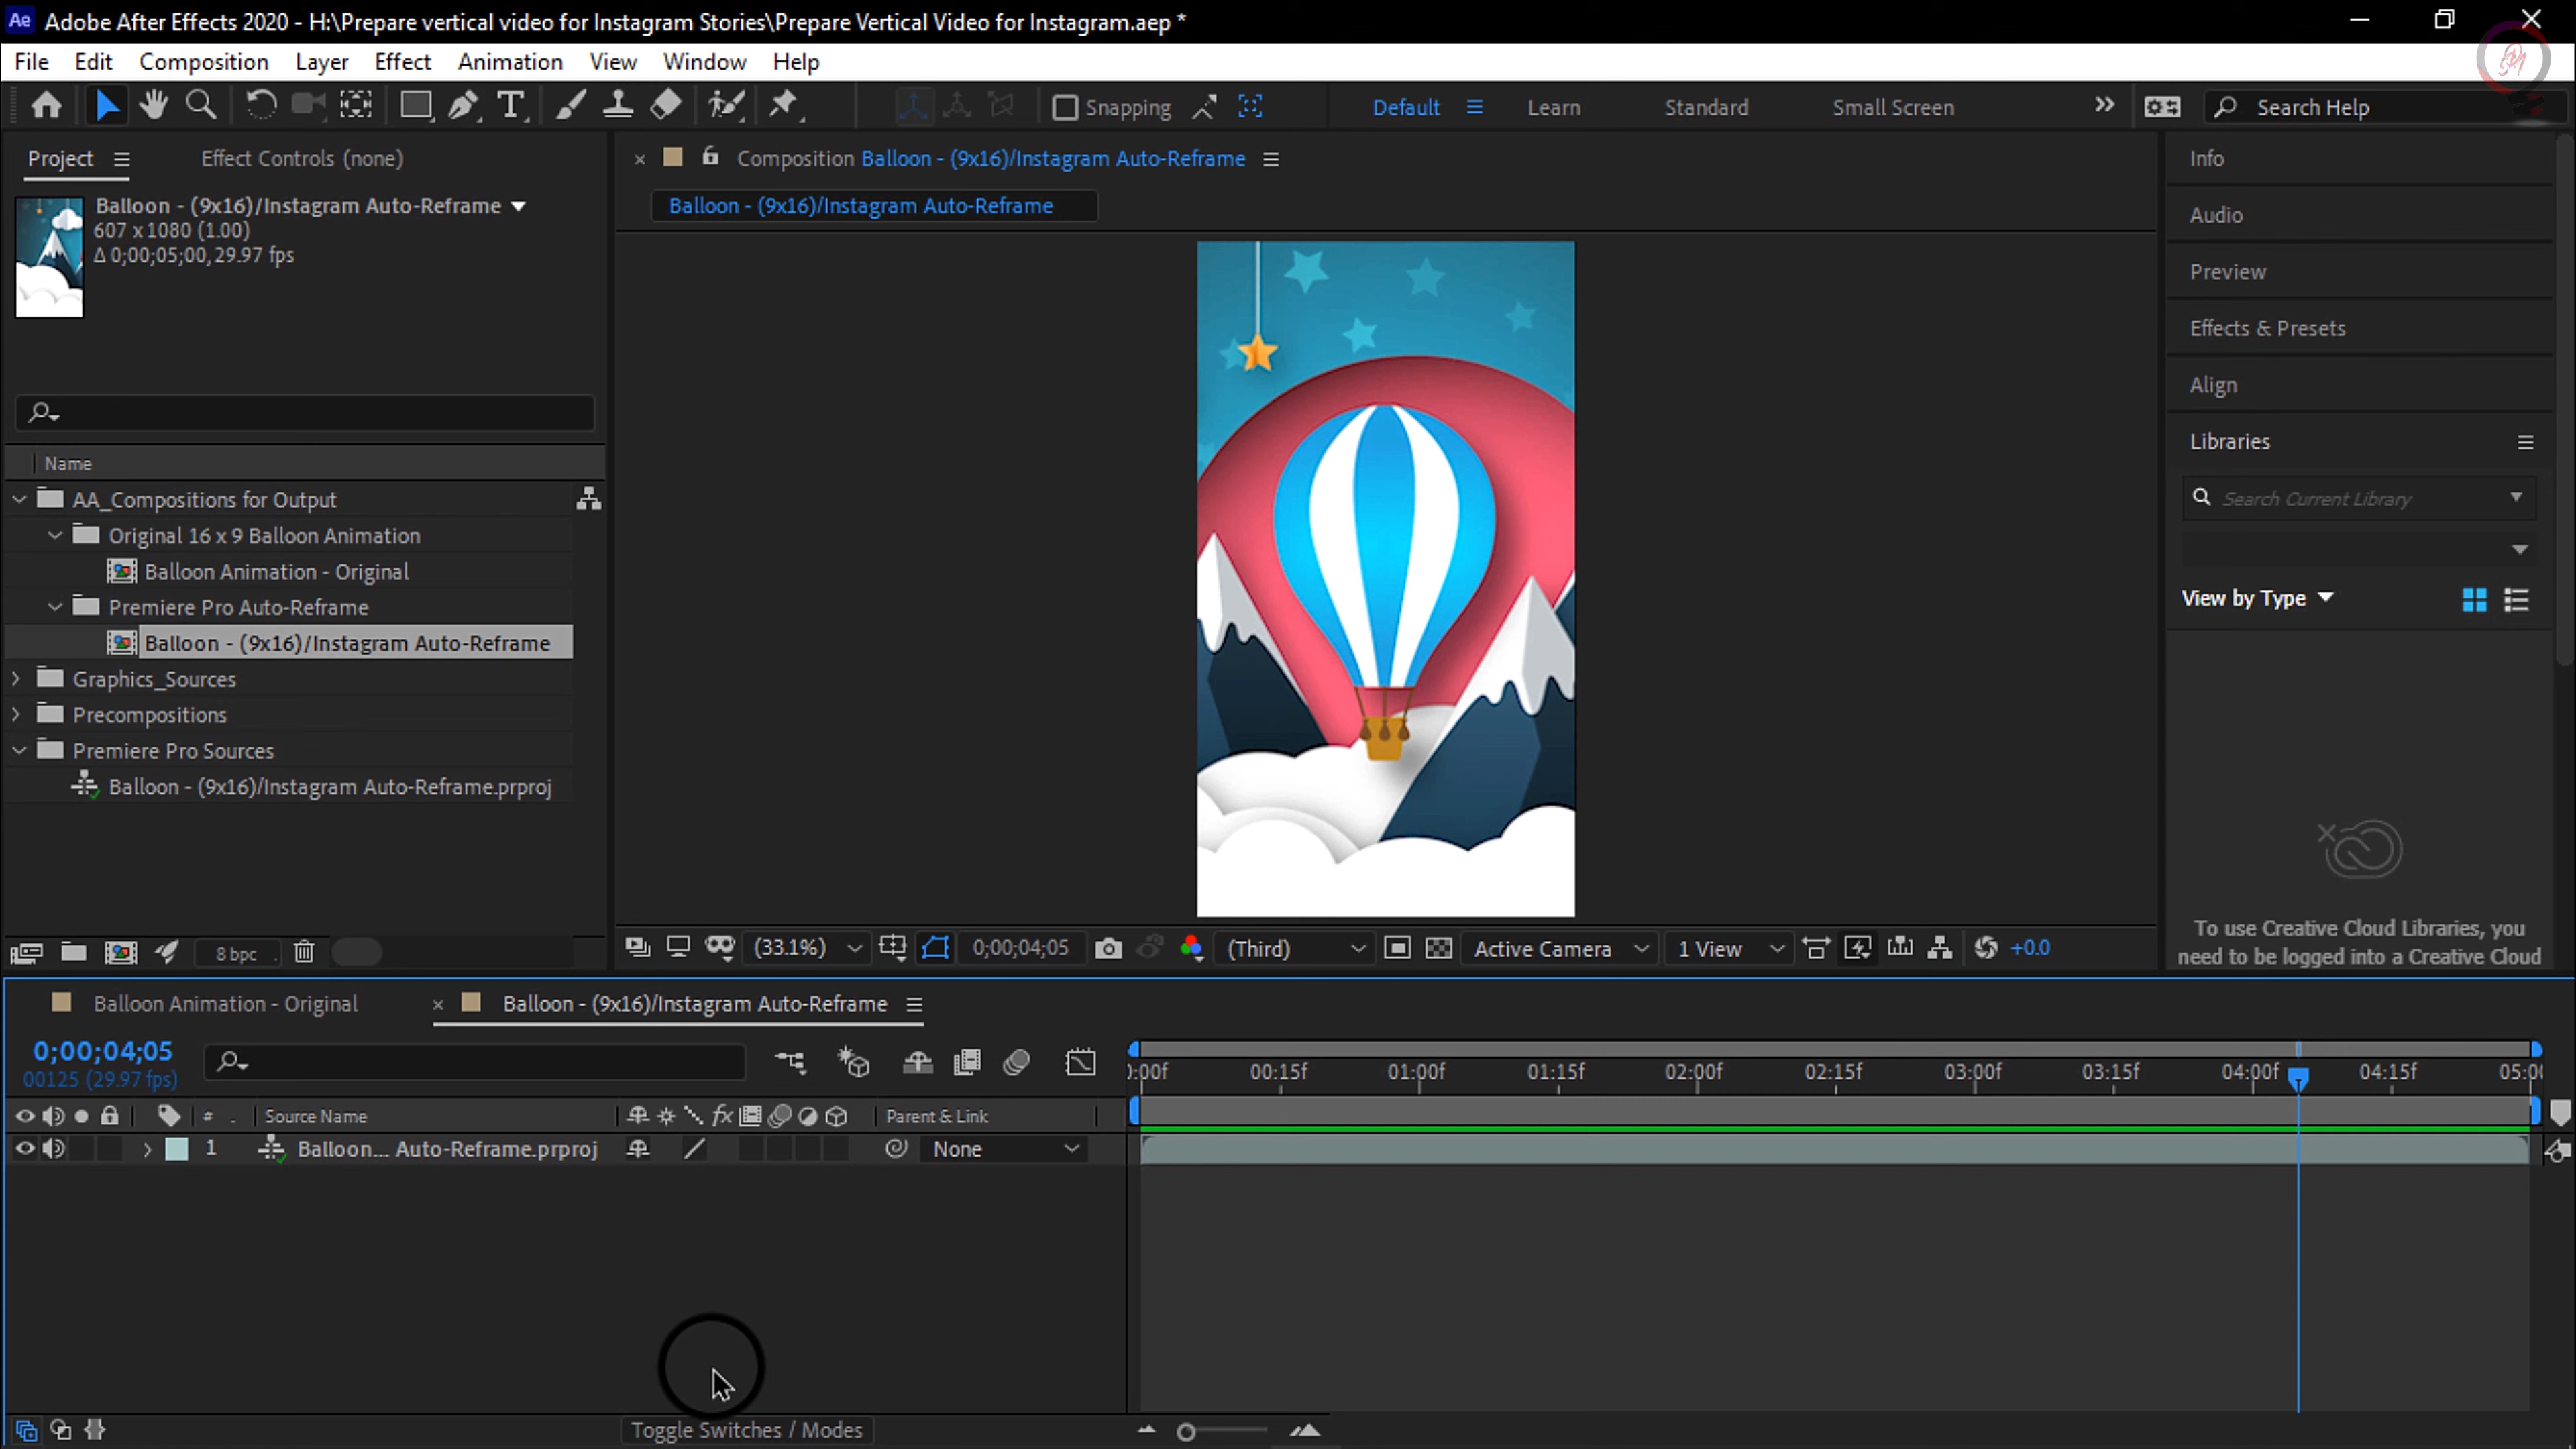 Ae Adobe After Effects 2020 - H:\Prepare vertical video for Instagram Stories\Prepare Vertical Video for Instagram.aep *
File Edit Composition Layer Effect Animation View Window Help
Snapping Default Learn Standard Small Screen Search Help
Project Effect Controls (none)
Composition Balloon - (9x16)/Instagram Auto-Reframe
Balloon - (9x16)/Instagram Auto-Reframe
Balloon - (9x16)/Instagram Auto-Reframe
607 x 1080 (1.00)
Δ 0;00;05;00, 29.97 fps
Name
AA_Compositions for Output
Original 16 x 9 Balloon Animation
Balloon Animation - Original
Premiere Pro Auto-Reframe
Balloon - (9x16)/Instagram Auto-Reframe
Graphics_Sources
Precompositions
Premiere Pro Sources
Balloon - (9x16)/Instagram Auto-Reframe.prproj
8 bpc
(33.1%) 0;00;04;05 (Third) Active Camera 1 View +0.0
Info
Audio
Preview
Effects & Presets
Align
Libraries
Search Current Library
View by Type
To use Creative Cloud Libraries, you
need to be logged into a Creative Cloud
Balloon Animation - Original Balloon - (9x16)/Instagram Auto-Reframe
0;00;04;05
00125 (29.97 fps)
):00f 00:15f 01:00f 01:15f 02:00f 02:15f 03:00f 03:15f 04:00f 04:15f 05:0
# . Source Name fx Parent & Link
1 Balloon... Auto-Reframe.prproj None
Toggle Switches / Modes